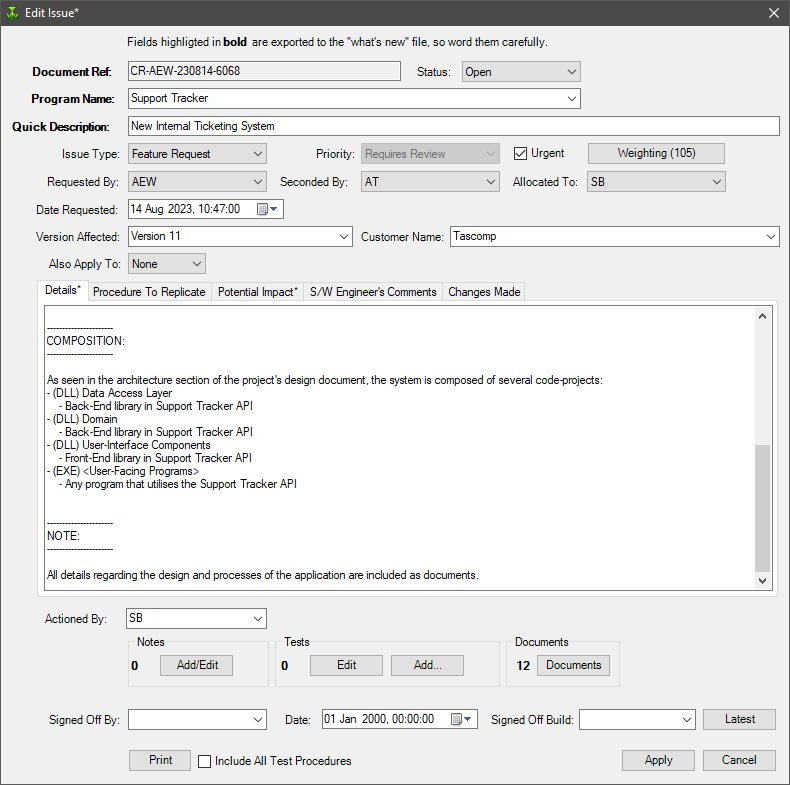 Edit Issue*
Fields highligted in bold are exported to the "what's new" file, so word them carefully.
Document Ref: CR-AEW-230814-6068 Status: Open
Program Name: Support Tracker
Quick Description: New Internal Ticketing System
Issue Type: Feature Request Priority: Requires Review Urgent Weighting (105)
Requested By: AEW Seconded By: AT Allocated To: SB
Date Requested: 14 Aug 2023, 10:47:00
Version Affected: Version 11 Customer Name: Tascomp
Also Apply To: None
Details* Procedure To Replicate Potential Impact* S/W Engineer's Comments Changes Made
----------------------
COMPOSITION:
----------------------
As seen in the architecture section of the project's design document, the system is composed of several code-projects:
- (DLL) Data Access Layer
- Back-End library in Support Tracker API
- (DLL) Domain
- Back-End library in Support Tracker API
- (DLL) User-Interface Components
- Front-End library in Support Tracker API
- (EXE) <User-Facing Programs>
- Any program that utilises the Support Tracker API
----------------------
NOTE:
----------------------
All details regarding the design and processes of the application are included as documents.
Actioned By: SB
Notes Tests Documents
0 Add/Edit 0 Edit Add... 12 Documents
Signed Off By: Date: 01 Jan 2000, 00:00:00 Signed Off Build: Latest
Print Include All Test Procedures Apply Cancel